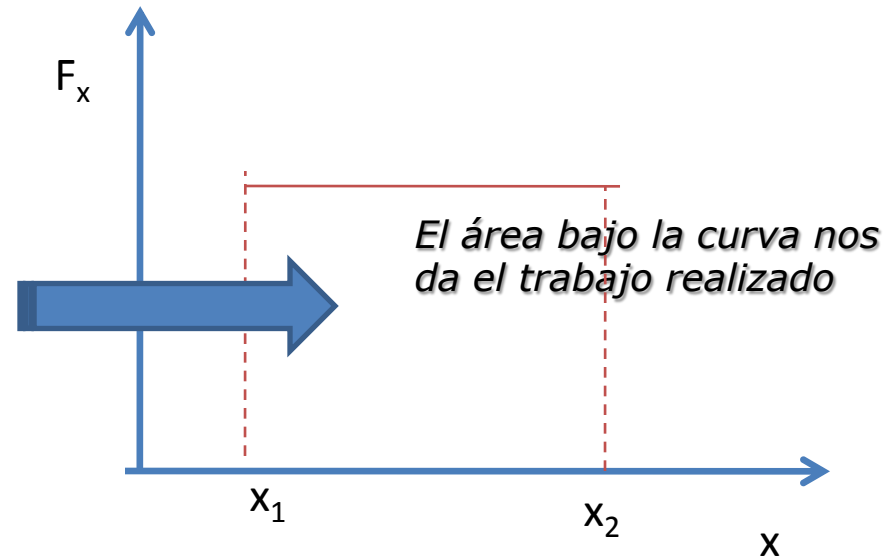 Fₓ
El área bajo la curva nos
da el trabajo realizado
x₁
x₂
x